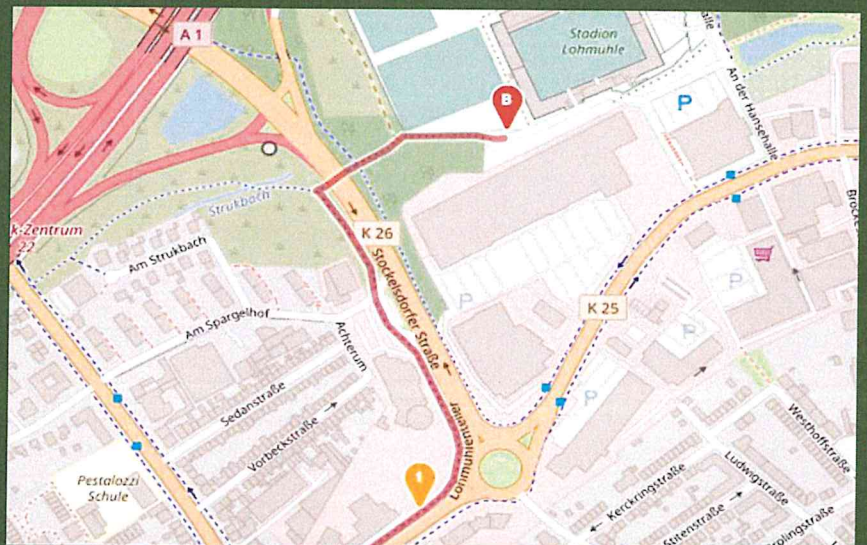 A 1
Stadion
Lohmühle
An der Hansehalle
P
B
Strukbach
K 26
k-Zentrum
22
Am Strukbach
Stockelsdorfer Straße
P
K 25
P
Am Spargelhof
Achterum
P
Sedanstraße
P
Vorbeckstraße
Westhoffstraße
Pestalozzi
Schule
Ludwigstraße
Kerckringstraße
Stitenstraße